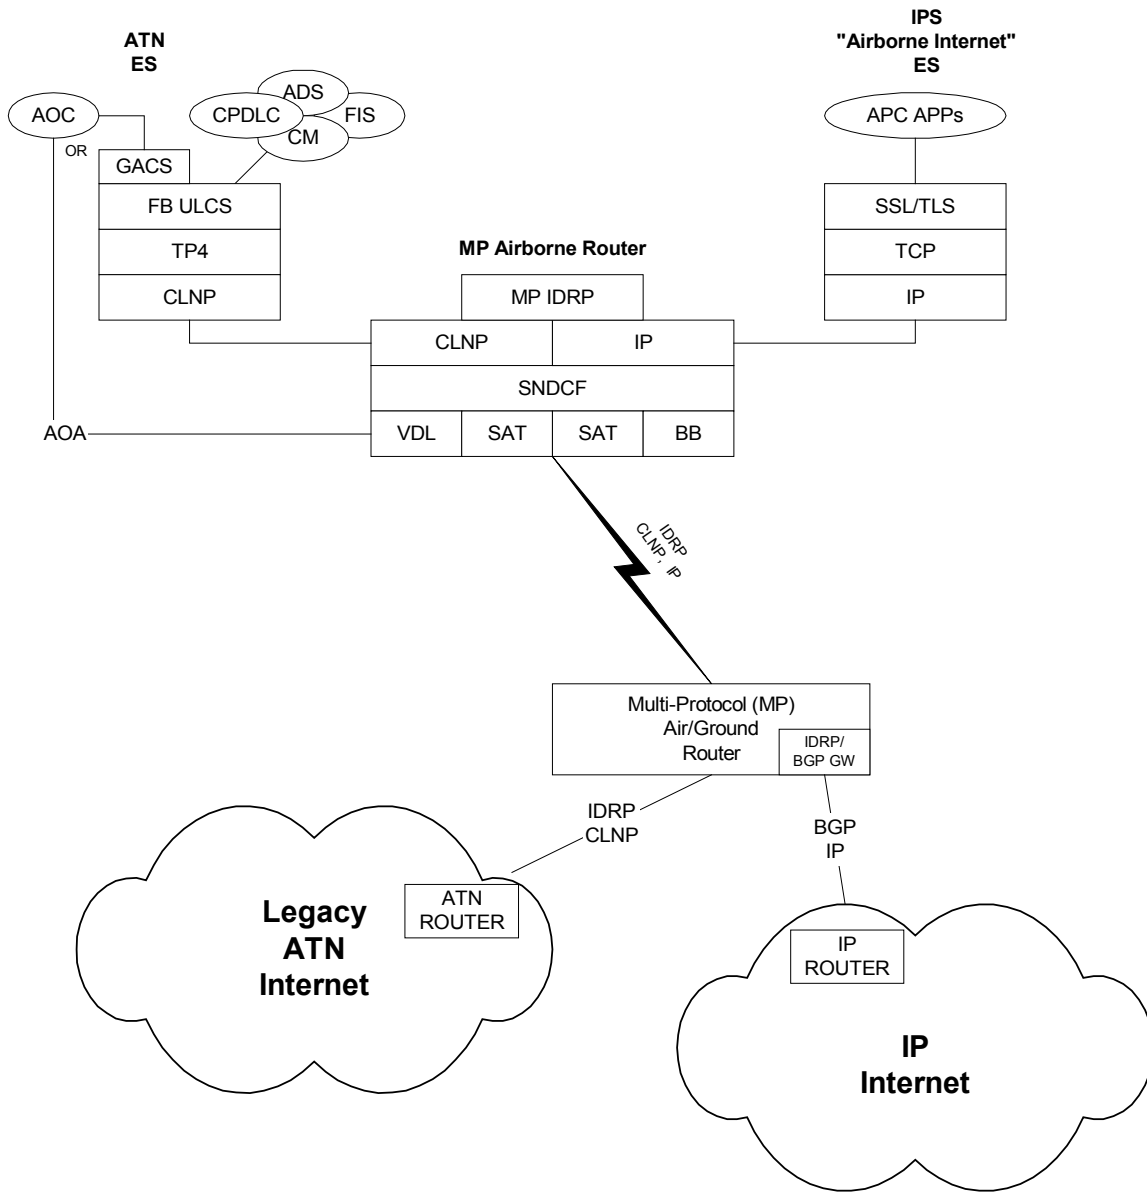 ATN
ES
IPS
"Airborne Internet"
ES
AOC
OR
GACS
ADS
CPDLC
FIS
CM
FB ULCS
TP4
CLNP
APC APPs
SSL/TLS
TCP
IP
MP Airborne Router
MP IDRP
CLNP
IP
SNDCF
AOA
VDL
SAT
SAT
BB
IDRP
CLNP, IP
Multi-Protocol (MP)
Air/Ground
Router
IDRP/
BGP GW
IDRP
CLNP
BGP
IP
Legacy
ATN
Internet
ATN
ROUTER
IP
ROUTER
IP
Internet